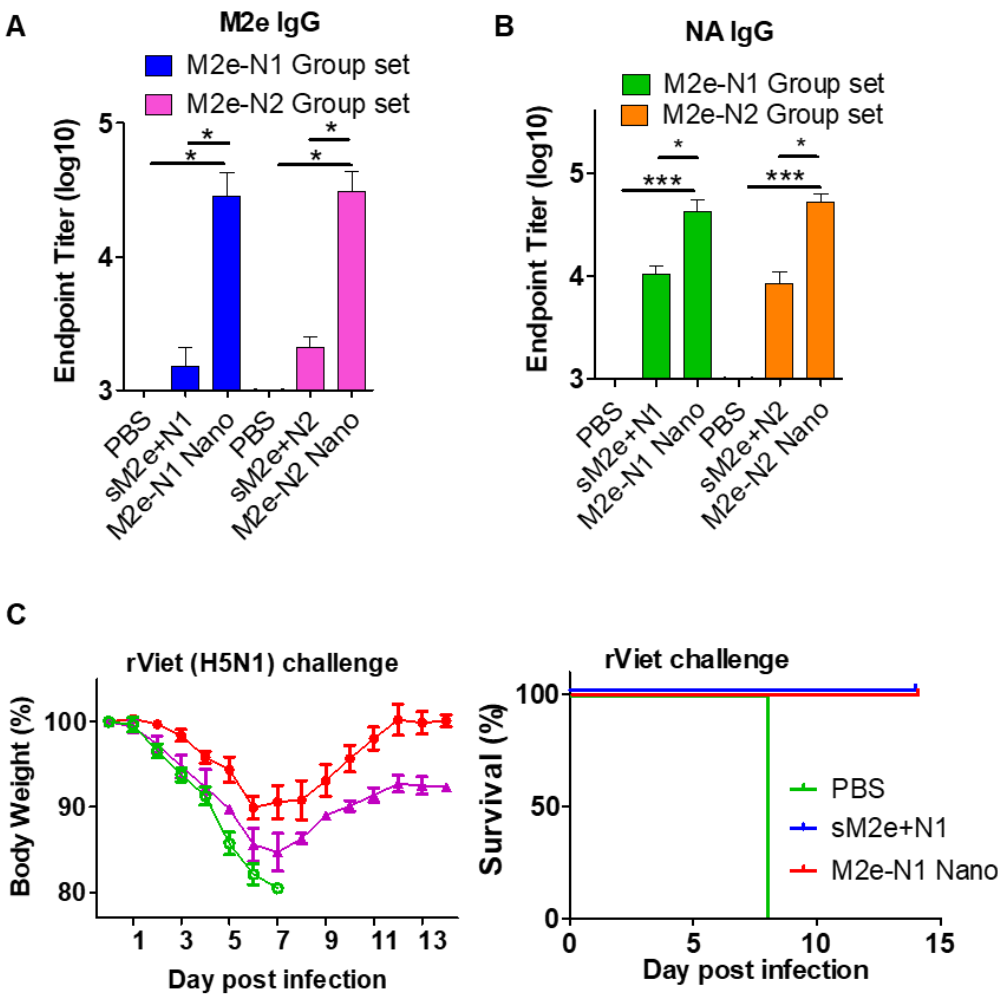 A
M2e IgG
M2e-N1 Group set
M2e-N2 Group set
Endpoint Titer (log10)
5
4
3
*
*
*
*
PBS
sM2e+N1
M2e-N1 Nano
PBS
sM2e+N2
M2e-N2 Nano
B
NA IgG
M2e-N1 Group set
M2e-N2 Group set
Endpoint Titer (log10)
5
4
3
*
***
*
***
PBS
sM2e+N1
M2e-N1 Nano
PBS
sM2e+N2
M2e-N2 Nano
C
rViet (H5N1) challenge
Body Weight (%)
100
90
80
1 3 5 7 9 11 13
Day post infection
rViet challenge
Survival (%)
100
50
0
PBS
sM2e+N1
M2e-N1 Nano
0 5 10 15
Day post infection